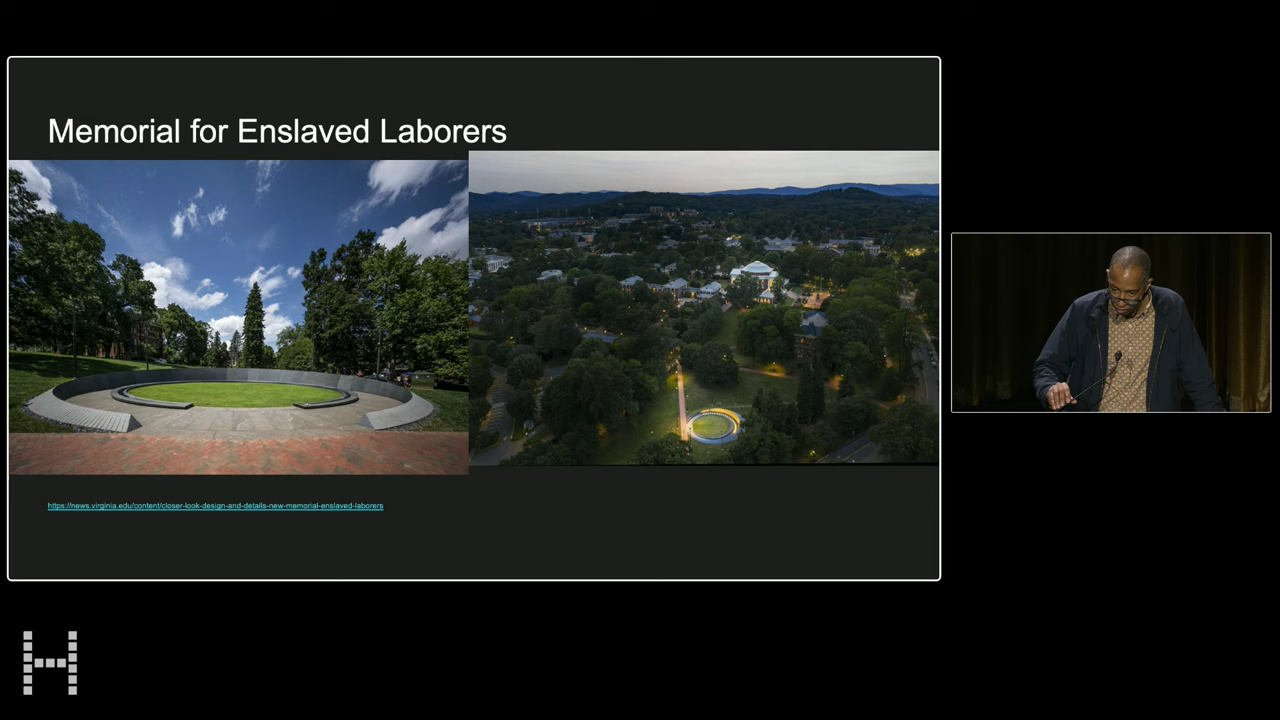 Memorial for Enslaved Laborers
https://news.virginia.edu/content/closer-look-design-and-details-new-memorial-enslaved-laborers
H